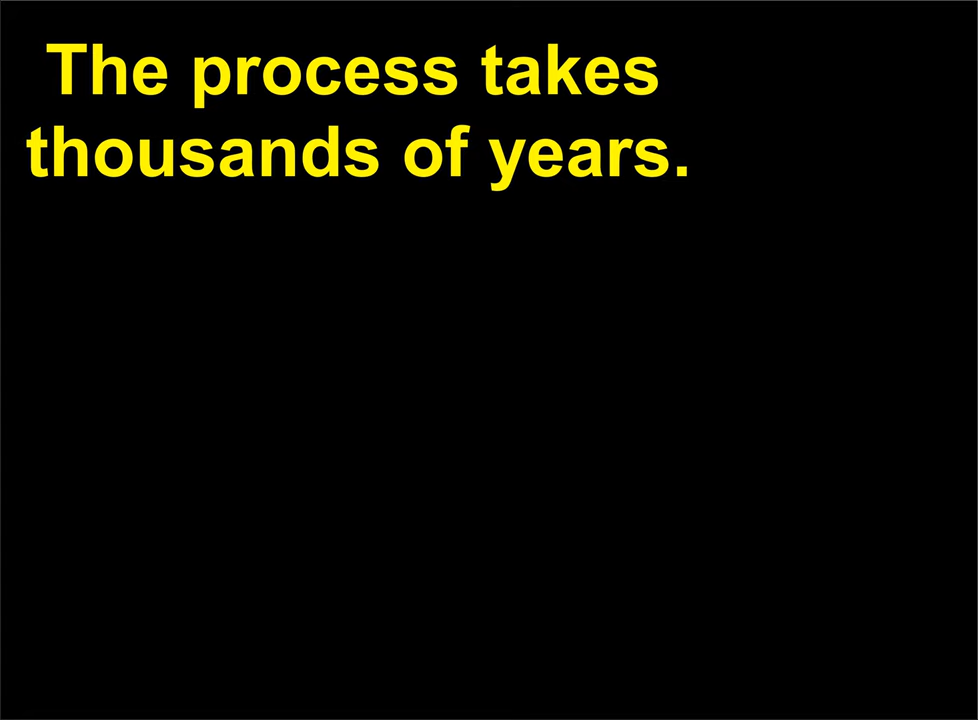 The process takes
thousands of years.